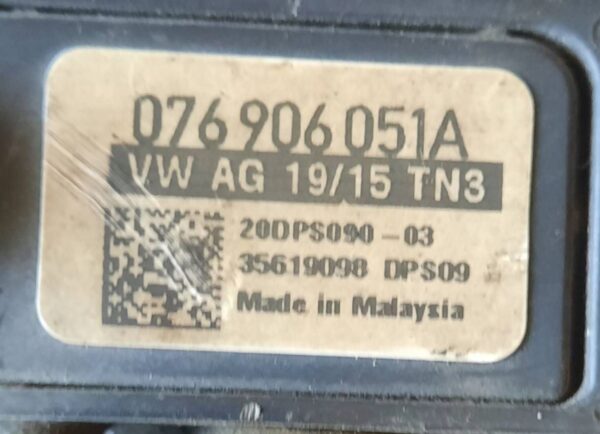 076 906 051A
VW AG 19/15 TN3
20DPS090-03
35619098 DPS09
Made in Malaysia